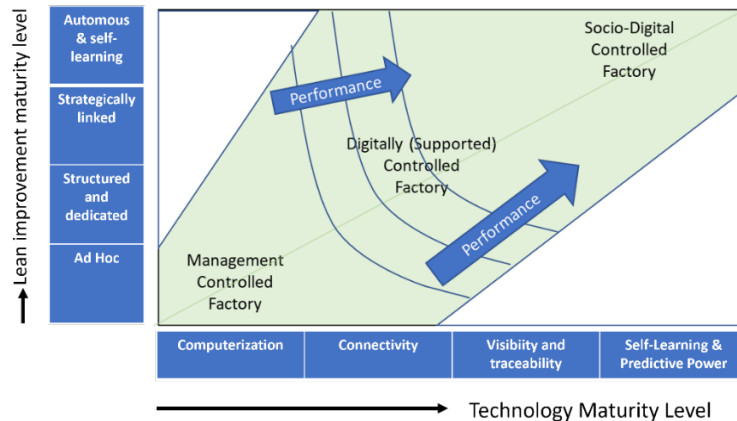 Lean improvement maturity level
Automous
& self-
learning
Strategically
linked
Structured
and
dedicated
Ad Hoc
Socio-Digital
Controlled
Factory
Performance
Digitally (Supported)
Controlled
Factory
Performance
Management
Controlled
Factory
Computerization
Connectivity
Visibiity and
traceability
Self-Learning &
Predictive Power
Technology Maturity Level